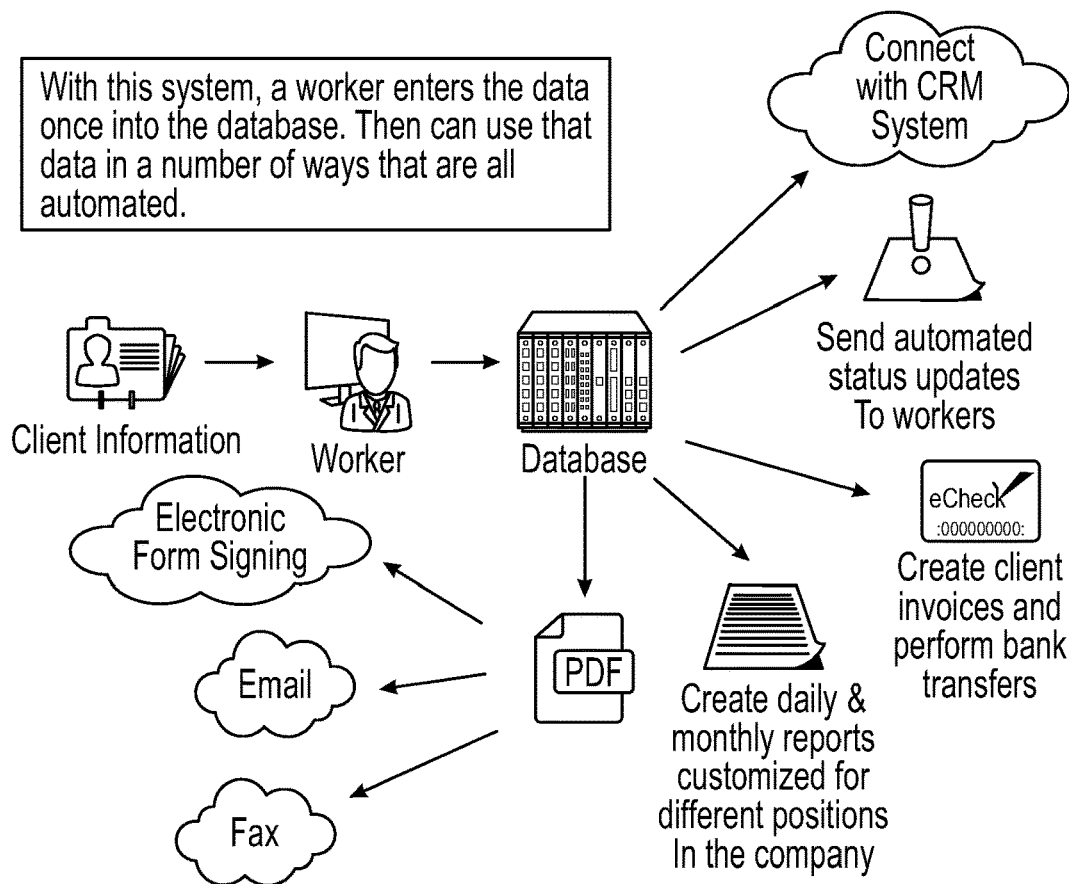 With this system, a worker enters the data
once into the database. Then can use that
data in a number of ways that are all
automated.
Connect
with CRM
System
Send automated
status updates
To workers
Client Information
Worker
Database
eCheck
:000000000:
Create client
invoices and
perform bank
transfers
Electronic
Form Signing
Email
Fax
PDF
Create daily &
monthly reports
customized for
different positions
In the company